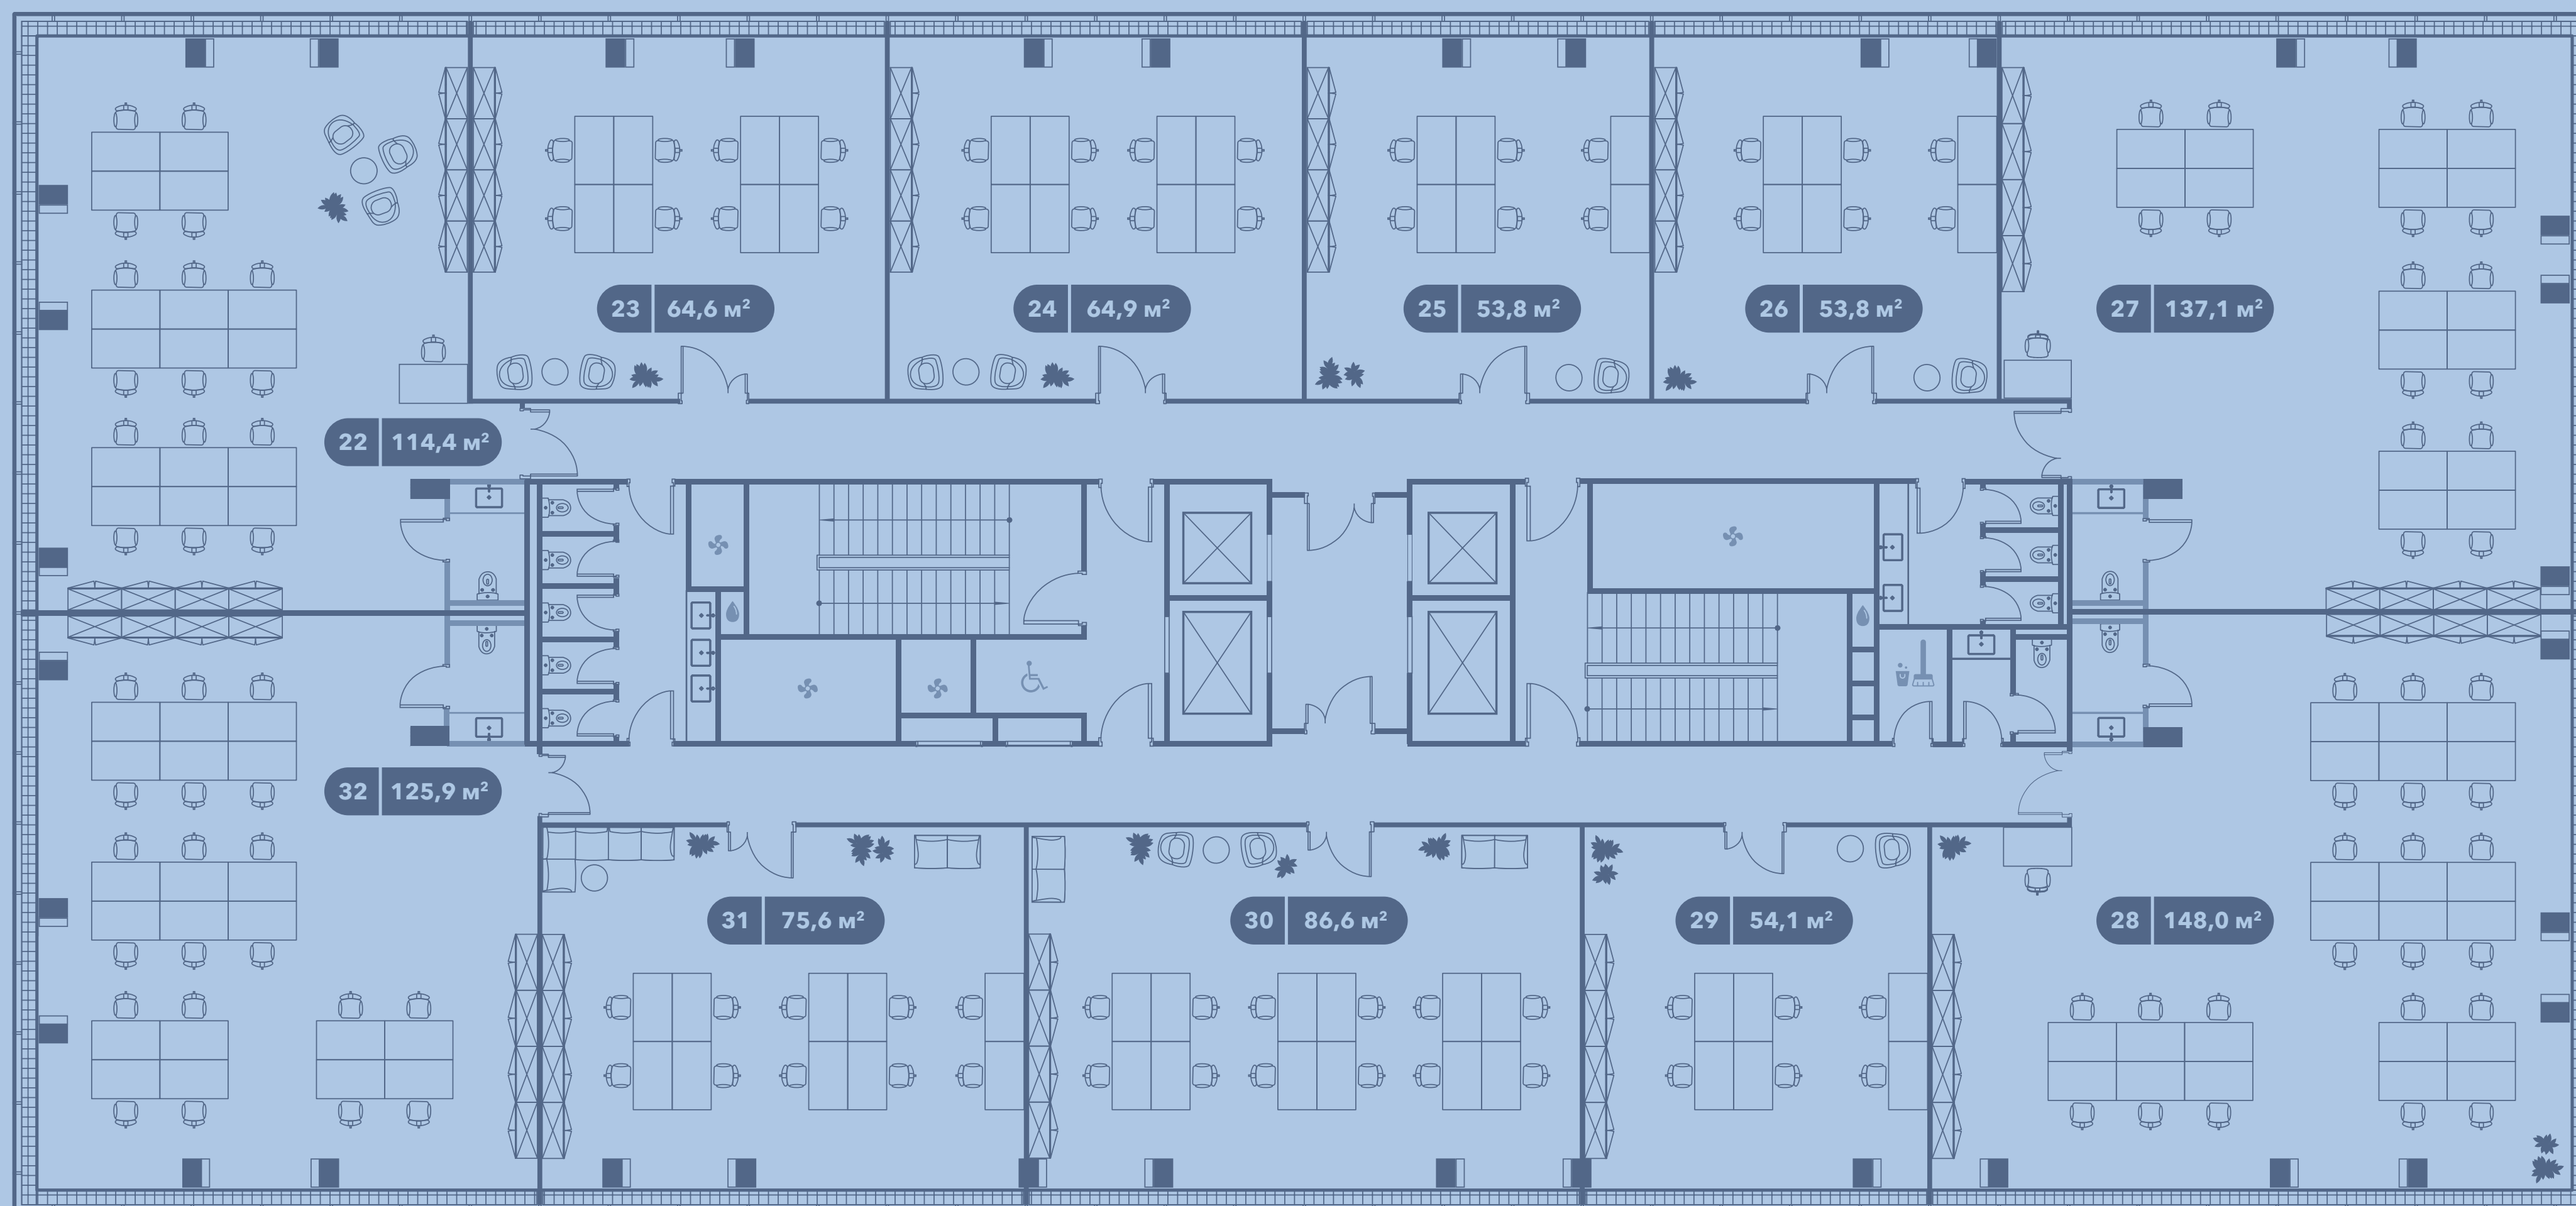 23 64,6 м²
24 64,9 м²
25 53,8 м²
26 53,8 м²
27 137,1 м²
22 114,4 м²
32 125,9 м²
31 75,6 м²
30 86,6 м²
29 54,1 м²
28 148,0 м²